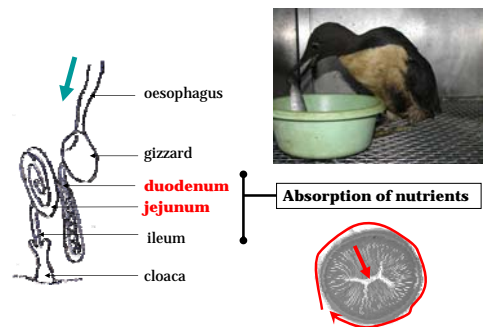 oesophagus
gizzard
duodenum
jejunum
ileum
cloaca
Absorption of nutrients